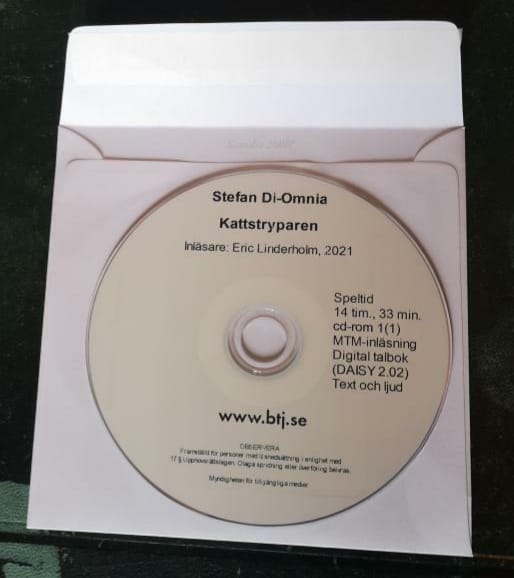 Stefan Di-Omnia
Kattstryparen
Inläsare: Eric Linderholm, 2021
Speltid
14 tim., 33 min.
cd-rom 1(1)
MTM-inläsning
Digital talbok
(DAISY 2.02)
Text och ljud
www.btj.se
OBSERVERA
Framställd för personer med läsnedsättning i enlighet med
17 § Upphovsrättslagen. Olaga spridning eller överföring beivras.
Myndigheten för tillgängliga medier